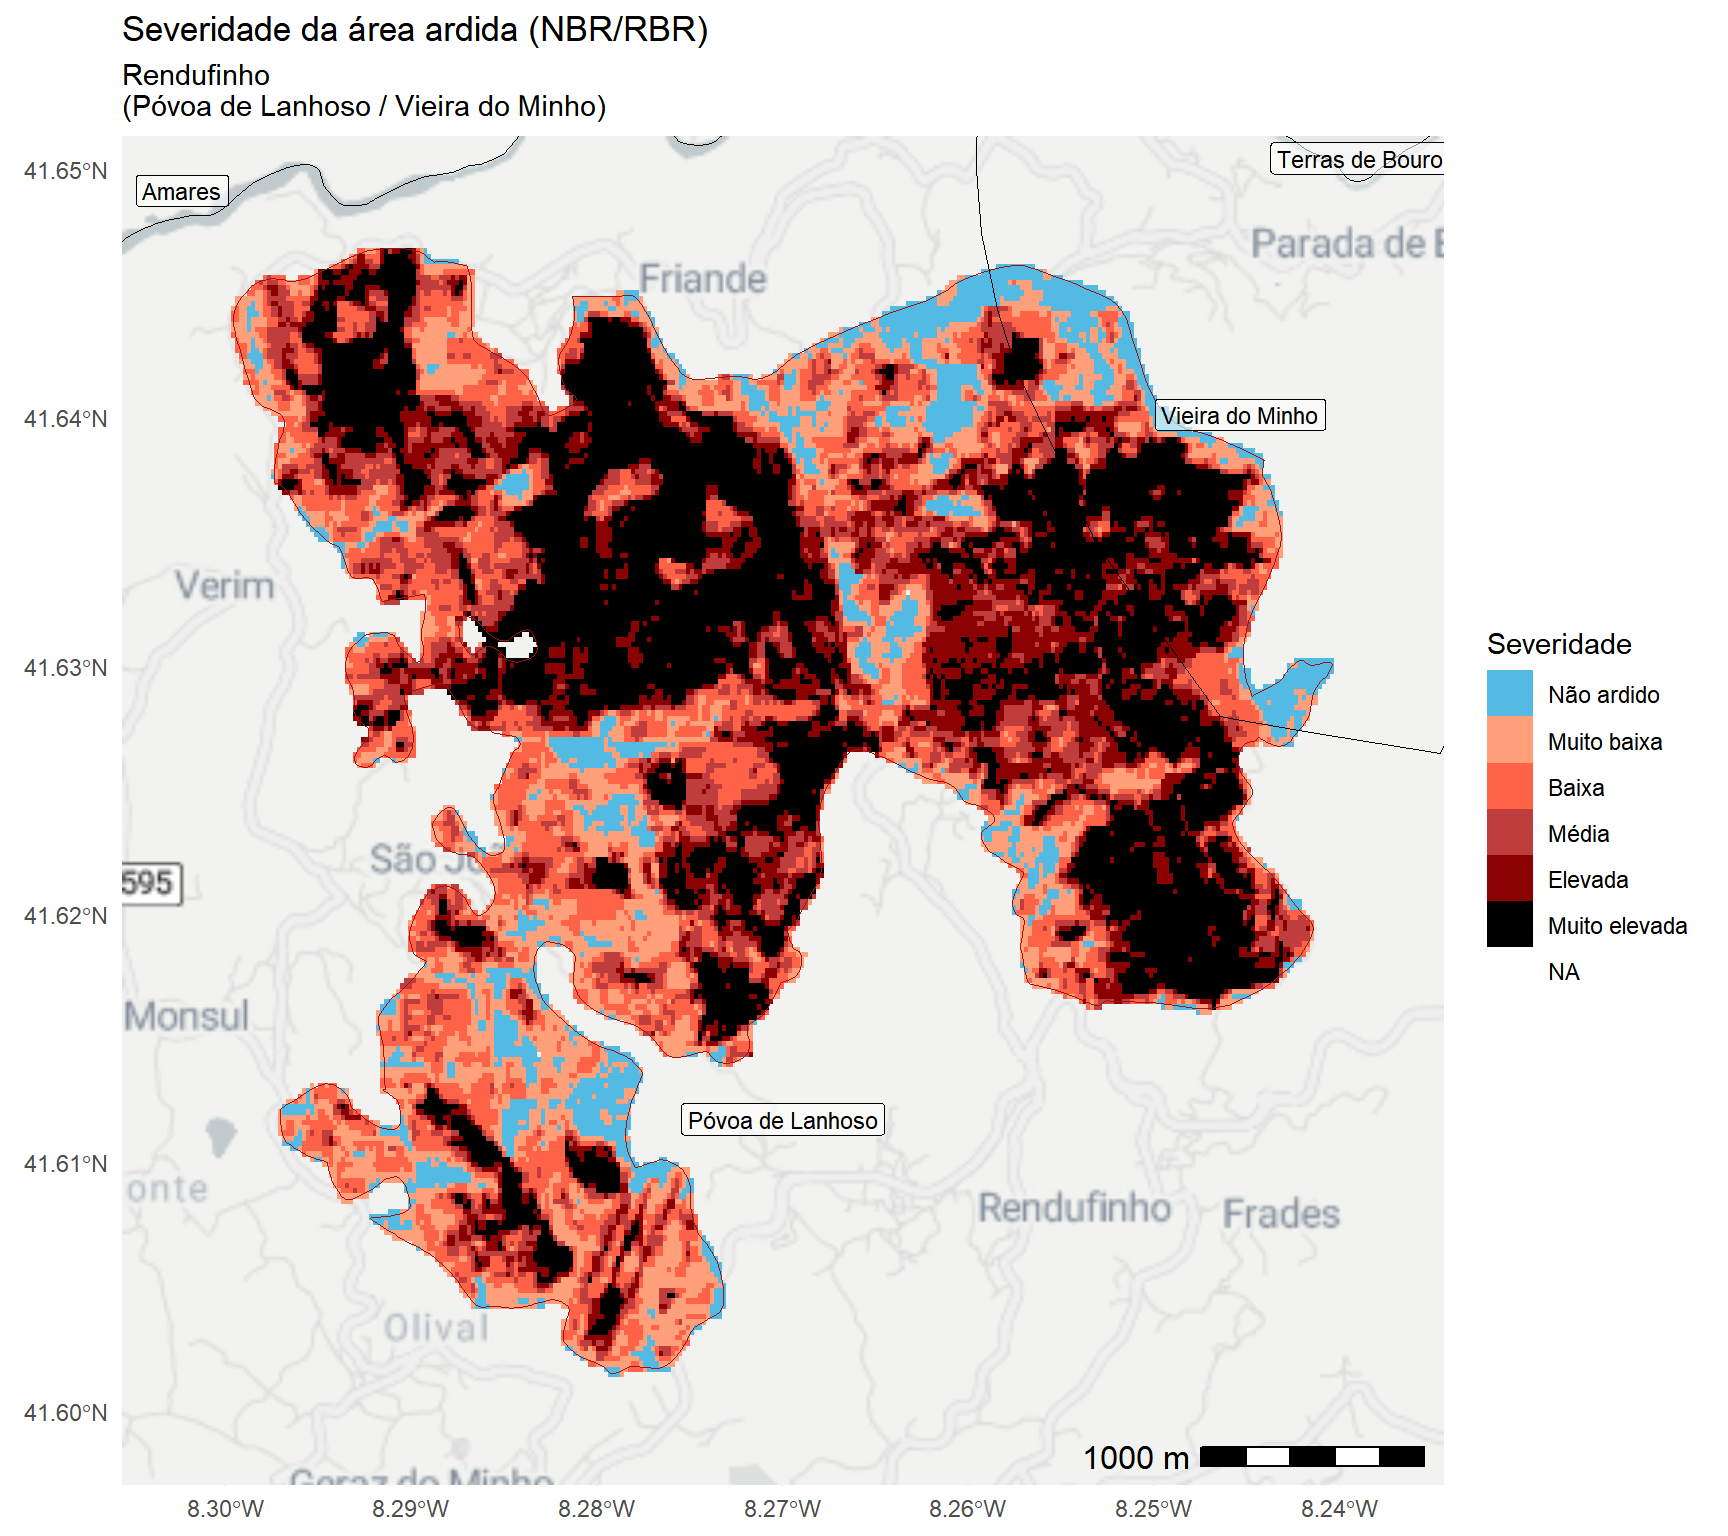 Severidade da área ardida (NBR/RBR)
Rendufinho
(Póvoa de Lanhoso / Vieira do Minho)
41.65°N
Terras de Bouro
Amares
Parada de B
Friande
41.64°N
Vieira do Minho
Verim
41.63°N
Severidade
Não ardido
Muito baixa
Baixa
Média
Elevada
Muito elevada
NA
São Joã
595
41.62°N
Monsul
Póvoa de Lanhoso
41.61°N
onte
Rendufinho
Frades
Olival
41.60°N
1000 m
Geraz do Minho
8.30°W
8.29°W
8.28°W
8.27°W
8.26°W
8.25°W
8.24°W